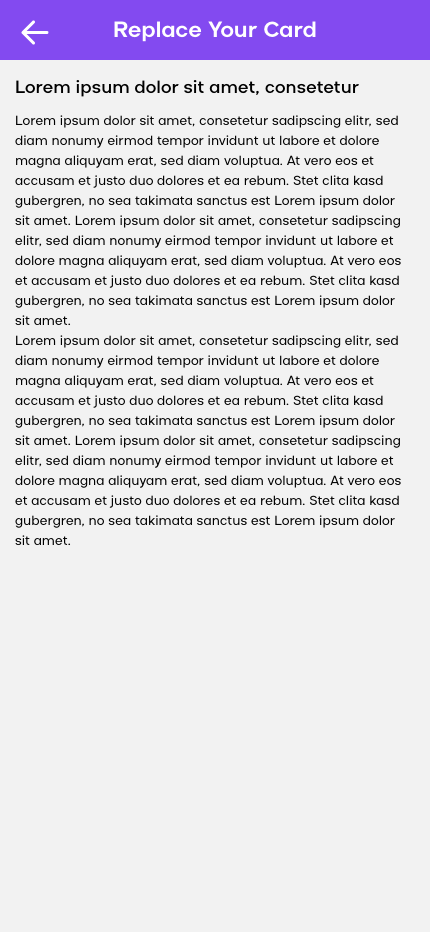 Replace Your Card
Lorem ipsum dolor sit amet, consetetur
Lorem ipsum dolor sit amet, consetetur sadipscing elitr, sed
diam nonumy eirmod tempor invidunt ut labore et dolore
magna aliquyam erat, sed diam voluptua. At vero eos et
accusam et justo duo dolores et ea rebum. Stet clita kasd
gubergren, no sea takimata sanctus est Lorem ipsum dolor
sit amet. Lorem ipsum dolor sit amet, consetetur sadipscing
elitr, sed diam nonumy eirmod tempor invidunt ut labore et
dolore magna aliquyam erat, sed diam voluptua. At vero eos
et accusam et justo duo dolores et ea rebum. Stet clita kasd
gubergren, no sea takimata sanctus est Lorem ipsum dolor
sit amet.
Lorem ipsum dolor sit amet, consetetur sadipscing elitr, sed
diam nonumy eirmod tempor invidunt ut labore et dolore
magna aliquyam erat, sed diam voluptua. At vero eos et
accusam et justo duo dolores et ea rebum. Stet clita kasd
gubergren, no sea takimata sanctus est Lorem ipsum dolor
sit amet. Lorem ipsum dolor sit amet, consetetur sadipscing
elitr, sed diam nonumy eirmod tempor invidunt ut labore et
dolore magna aliquyam erat, sed diam voluptua. At vero eos
et accusam et justo duo dolores et ea rebum. Stet clita kasd
gubergren, no sea takimata sanctus est Lorem ipsum dolor
sit amet.